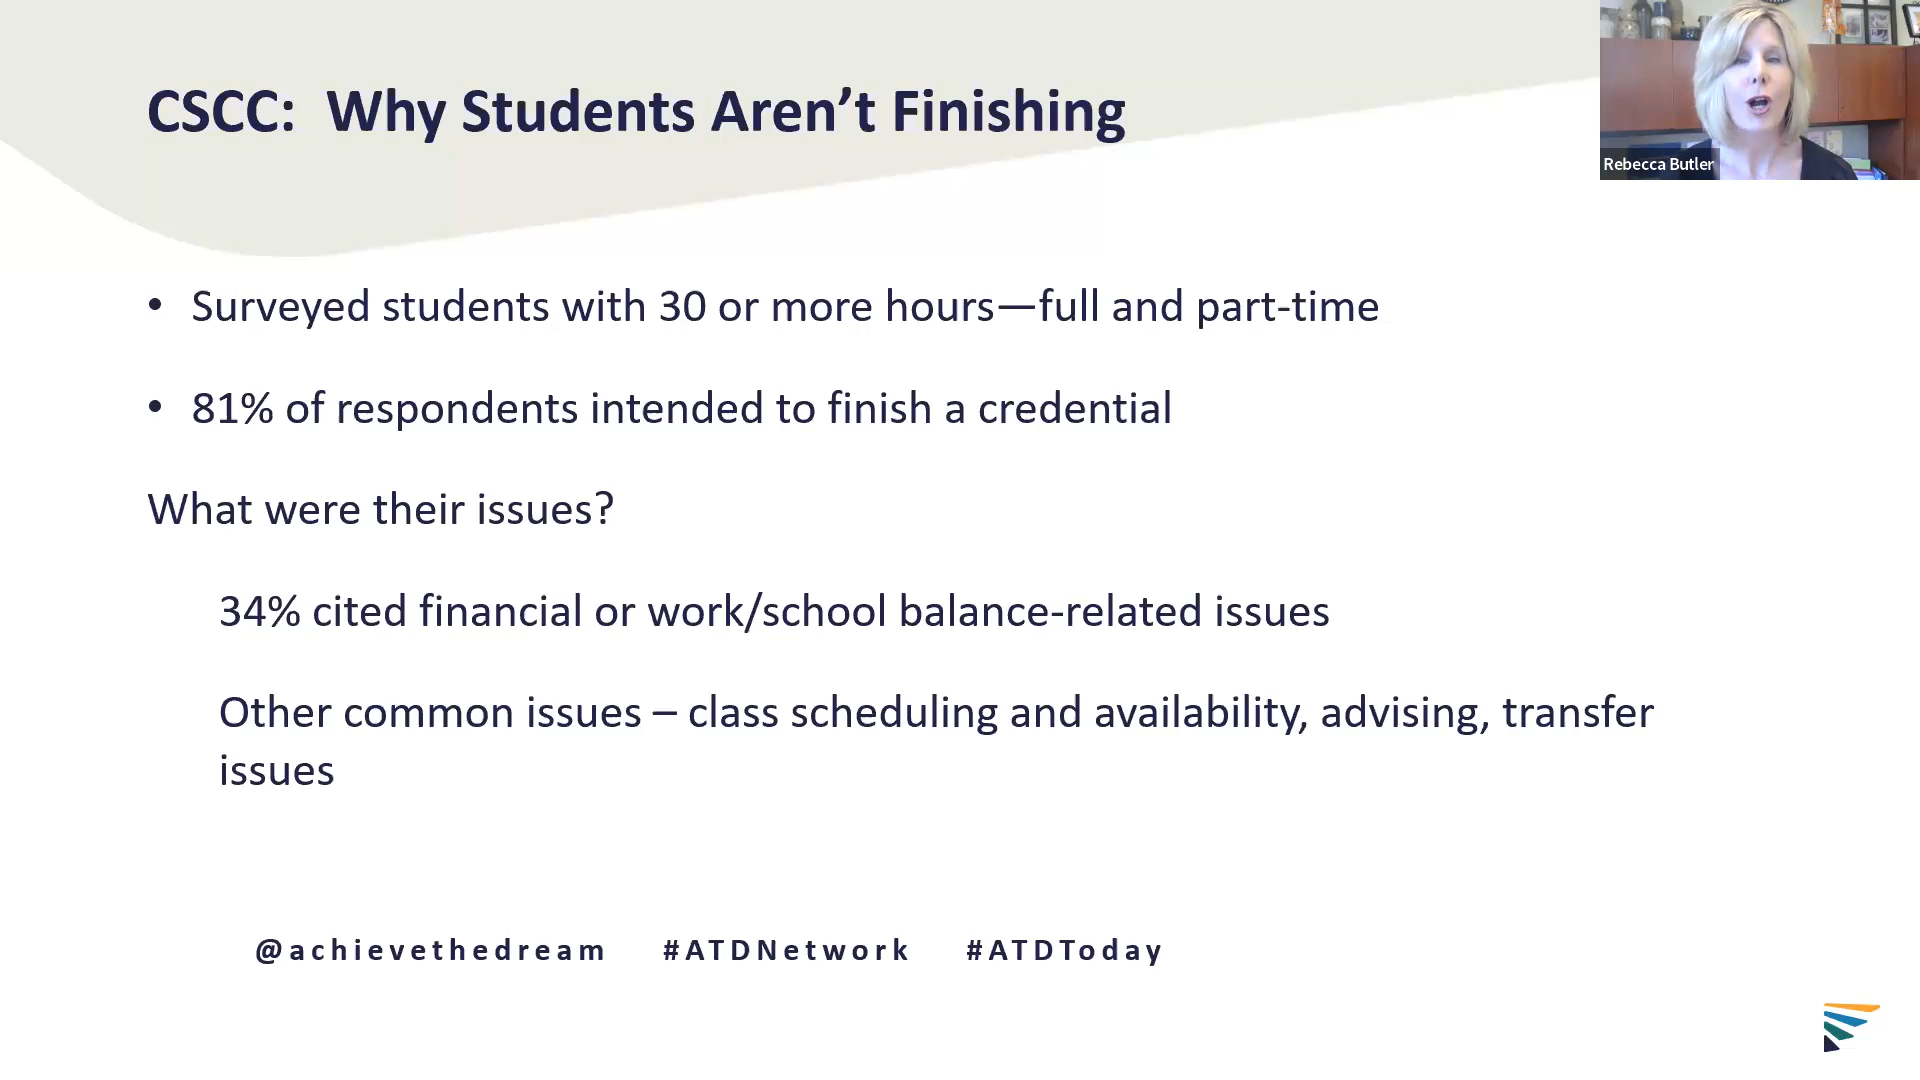 CSCC: Why Students Aren’t Finishing
Rebecca Butler
• Surveyed students with 30 or more hours—full and part-time
• 81% of respondents intended to finish a credential
What were their issues?
34% cited financial or work/school balance-related issues
Other common issues – class scheduling and availability, advising, transfer
issues
@achievethedream #ATDNetwork #ATDToday